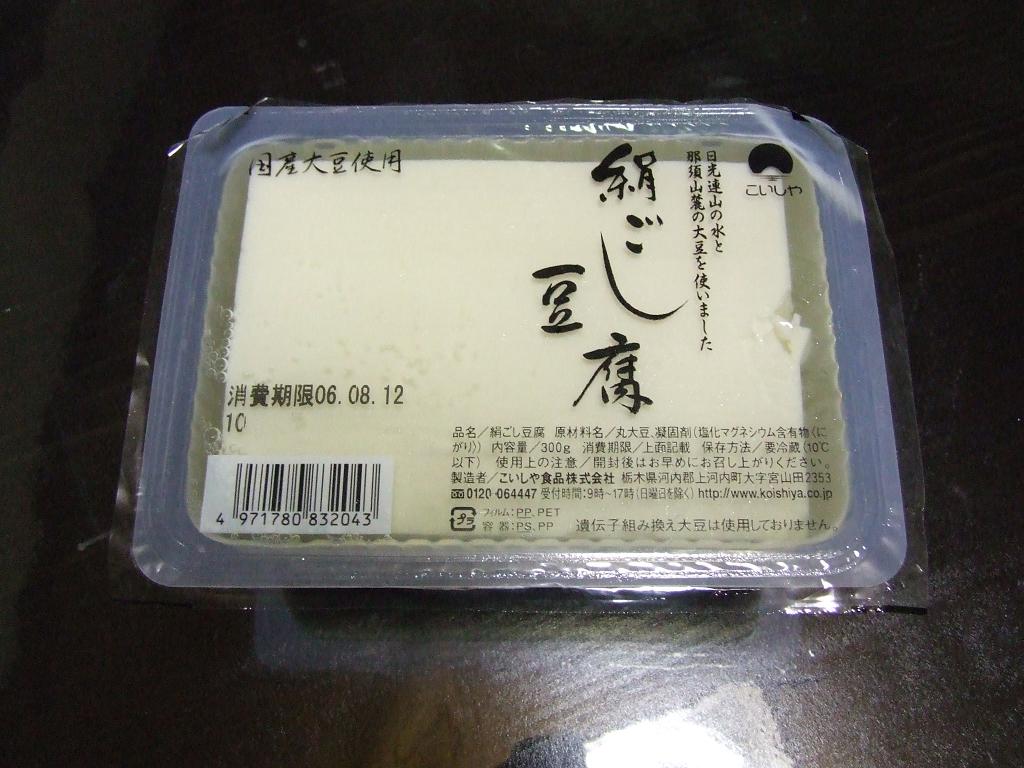 国産大豆使用
こいしや
日光連山の水と
那須山麓の大豆を使いました
絹ごし
豆腐
消費期限06.08.12
10
4 971780 832043
品名/絹ごし豆腐 原材料名/丸大豆、凝固剤(塩化マグネシウム含有物(に
がり)) 内容量/300g 消費期限/上面記載 保存方法/要冷蔵(10℃
以下) 使用上の注意/開封後はお早めにお召し上がりください。
製造者/こいしや食品株式会社 栃木県河内郡上河内町大字宮山田2353
0120-064447 受付時間:9時~17時(日曜日を除く) http://www.koishiya.co.jp
プラ フィルム:PP、PET
容器:PS、PP 遺伝子組み換え大豆は使用しておりません。